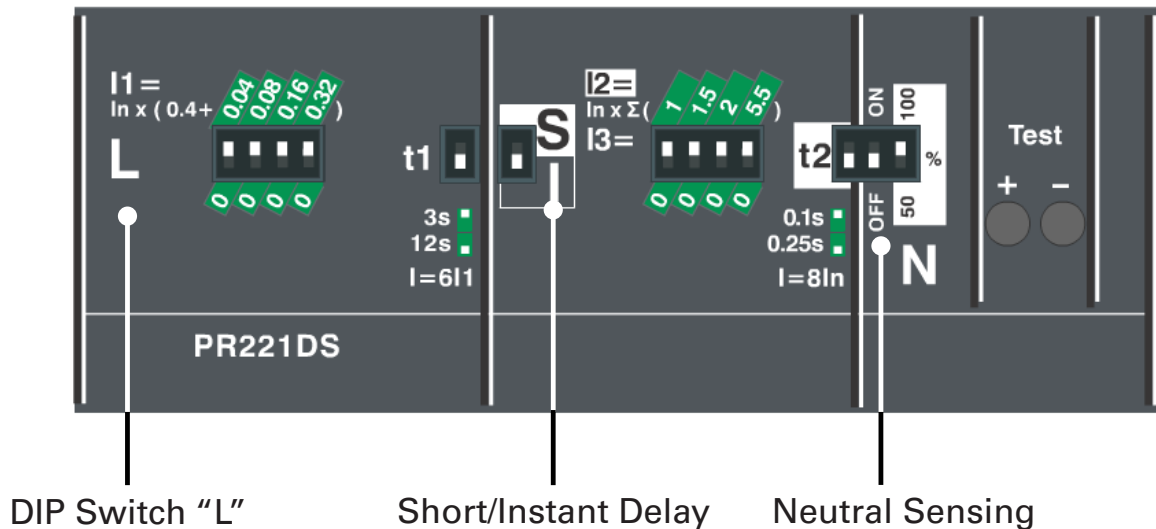 I1=
In x ( 0.4+ 0.04 0.08 0.16 0.32 )
L
0 0 0 0
t1
3s
12s
I=6I1
S
I
I2=
In x Σ( 1 1.5 2 5.5 )
I3=
0 0 0 0
t2
0.1s
0.25s
I=8In
ON
OFF
100
50
%
N
Test
+ −
PR221DS
DIP Switch “L”
Short/Instant Delay
Neutral Sensing